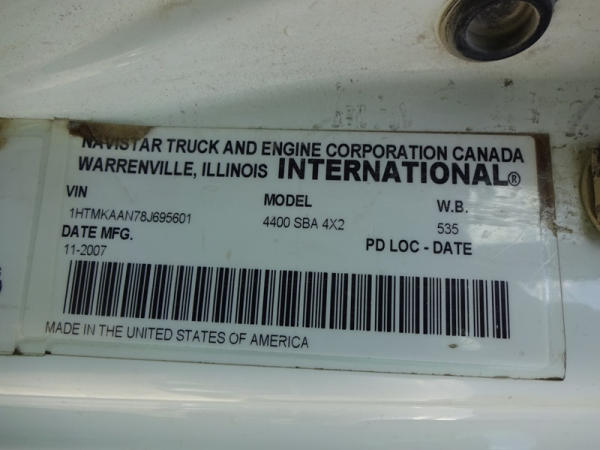 NAVISTAR TRUCK AND ENGINE CORPORATION CANADA
WARRENVILLE, ILLINOIS INTERNATIONAL®
VIN MODEL W.B.
1HTMKAAN78J695601 4400 SBA 4X2 535
DATE MFG. PD LOC - DATE
11-2007
MADE IN THE UNITED STATES OF AMERICA